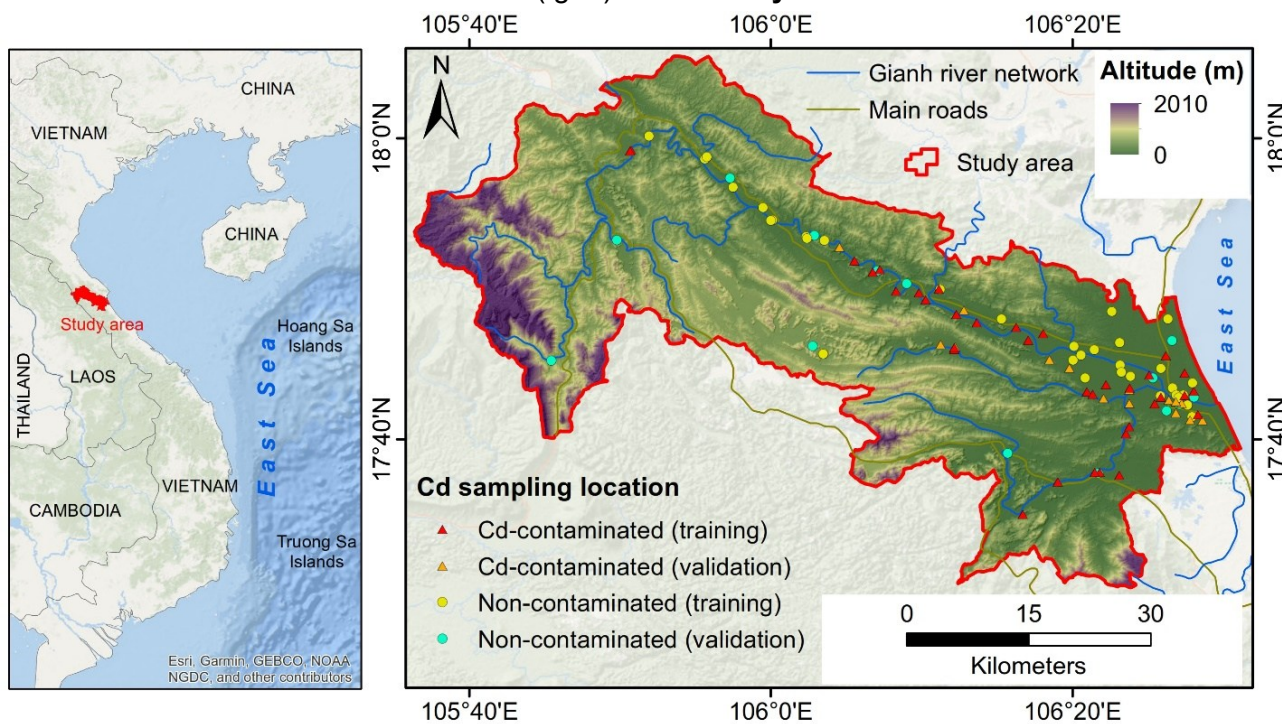 105°40'E
106°0'E
106°20'E
CHINA
VIETNAM
CHINA
Study area
Hoang Sa
Islands
LAOS
THAILAND
East Sea
VIETNAM
CAMBODIA
Truong Sa
Islands
Esri, Garmin, GEBCO, NOAA
NGDC, and other contributors
N
Gianh river network
Main roads
Study area
Altitude (m)
2010
0
18°0'N
18°0'N
East Sea
17°40'N
17°40'N
Cd sampling location
Cd-contaminated (training)
Cd-contaminated (validation)
Non-contaminated (training)
Non-contaminated (validation)
0
15
30
Kilometers
105°40'E
106°0'E
106°20'E